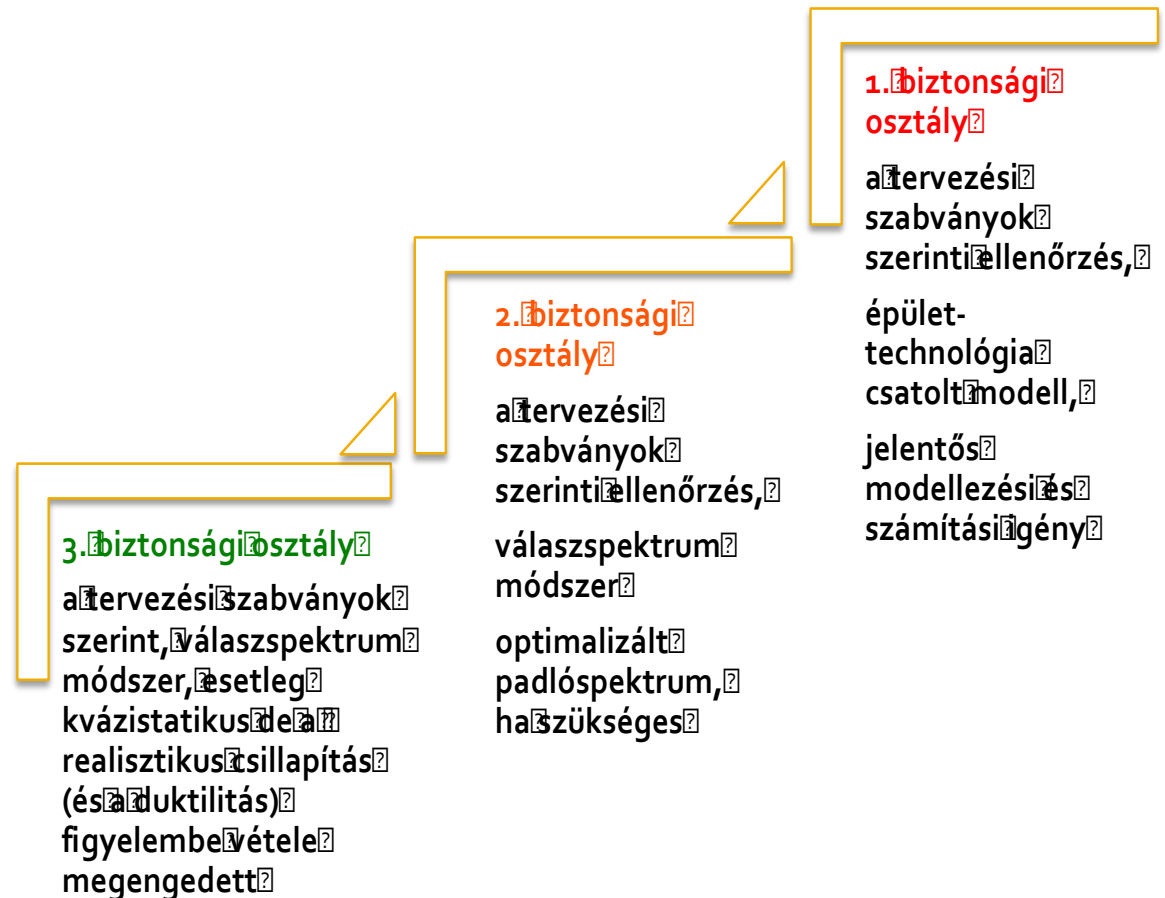 1. biztonsági
osztály
a tervezési
szabványok
szerinti ellenőrzés,
épület-
technológia
csatolt modell,
jelentős
modellezési és
számítási igény
2. biztonsági
osztály
a tervezési
szabványok
szerinti ellenőrzés,
válaszspektrum
módszer
optimalizált
padlóspektrum,
ha szükséges
3. biztonsági osztály
a tervezési szabványok
szerint, válaszspektrum
módszer, esetleg
kvázistatikus de a
realisztikus csillapítás
(és a duktilitás)
figyelembe vétele
megengedett